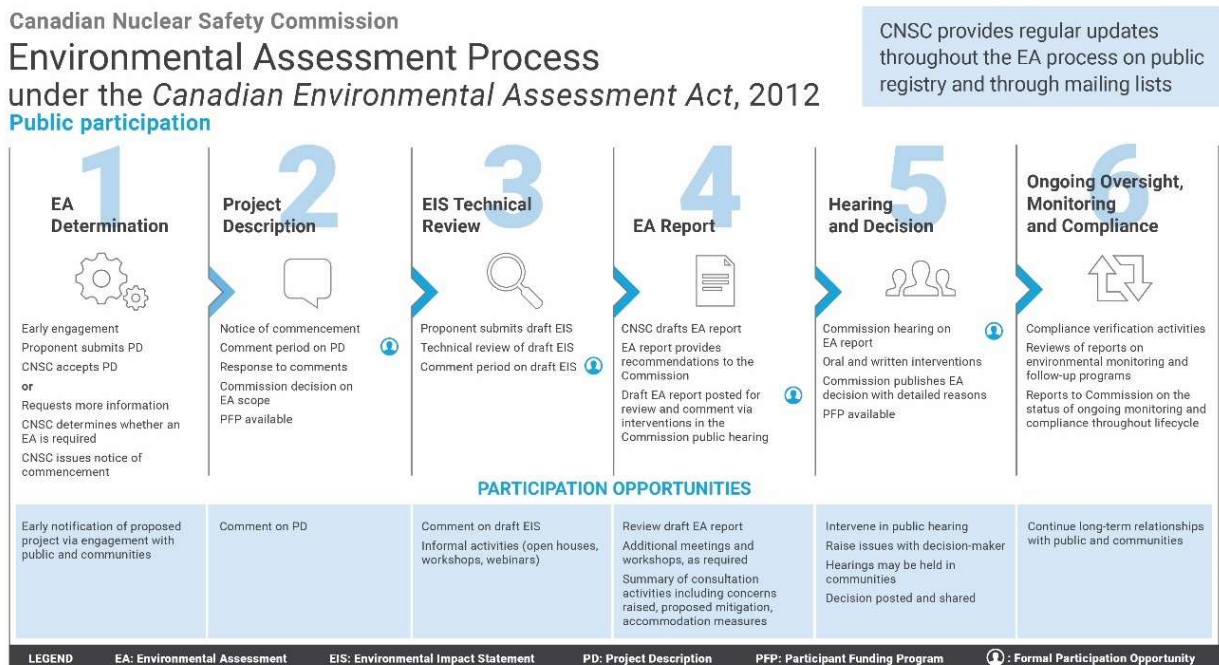 Canadian Nuclear Safety Commission
Environmental Assessment Process
under the Canadian Environmental Assessment Act, 2012
Public participation
CNSC provides regular updates
throughout the EA process on public
registry and through mailing lists
1
EA
Determination
Early engagement
Proponent submits PD
CNSC accepts PD
or
Requests more information
CNSC determines whether an
EA is required
CNSC issues notice of
commencement
2
Project
Description
Notice of commencement
Comment period on PD
Response to comments
Commission decision on
EA scope
PFP available
3
EIS Technical
Review
Proponent submits draft EIS
Technical review of draft EIS
Comment period on draft EIS
4
EA Report
CNSC drafts EA report
EA report provides
recommendations to the
Commission
Draft EA report posted for
review and comment via
interventions in the
Commission public hearing
5
Hearing
and Decision
Commission hearing on
EA report
Oral and written interventions
Commission publishes EA
decision with detailed reasons
PFP available
6
Ongoing Oversight,
Monitoring
and Compliance
Compliance verification activities
Reviews of reports on
environmental monitoring and
follow-up programs
Reports to Commission on the
status of ongoing monitoring and
compliance throughout lifecycle
PARTICIPATION OPPORTUNITIES
Early notification of proposed
project via engagement with
public and communities
Comment on PD
Comment on draft EIS
Informal activities (open houses,
workshops, webinars)
Review draft EA report
Additional meetings and
workshops, as required
Summary of consultation
activities including concerns
raised, proposed mitigation,
accommodation measures
Intervene in public hearing
Raise issues with decision-maker
Hearings may be held in
communities
Decision posted and shared
Continue long-term relationships
with public and communities
LEGEND EA: Environmental Assessment EIS: Environmental Impact Statement PD: Project Description PFP: Participant Funding Program : Formal Participation Opportunity